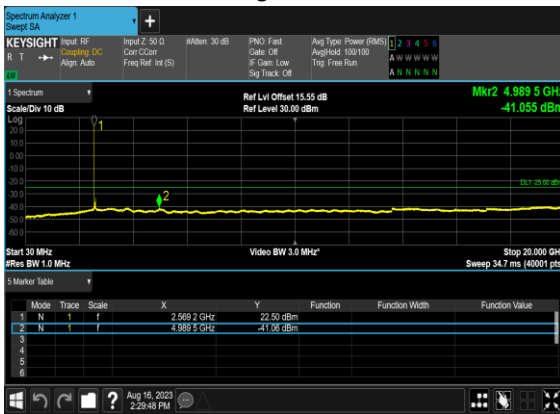 Spectrum Analyzer 1
Swept SA
+
KEYSIGHT Input: RF Input Z: 50 Ω #Atten: 30 dB PNO: Fast Avg Type: Power (RMS) 1 2 3 4 5 6
R T Coupling: DC Corr CCorr Gate: Off Avg|Hold: 100/100 A W W W W W
Align: Auto Freq Ref: Int (S) IF Gain: Low Trig: Free Run
Sig Track: Off A N N N N N
1 Spectrum Ref Lvl Offset 15.55 dB Mkr2 4.989 5 GHz
Scale/Div 10 dB Ref Level 30.00 dBm -41.055 dBm
Log
20.0
10.0
0.00
-10.0
-20.0
-30.0
-40.0
-50.0
-60.0
1
2
DL1 -25.00 dBm
Start 30 MHz Video BW 3.0 MHz* Stop 20.000 GHz
#Res BW 1.0 MHz Sweep 34.7 ms (40001 pts)
5 Marker Table
Mode Trace Scale X Y Function Function Width Function Value
1 N 1 f 2.569 2 GHz 22.50 dBm
2 N 1 f 4.989 5 GHz -41.06 dBm
3
4
5
6
? Aug 16, 2023
2:29:48 PM